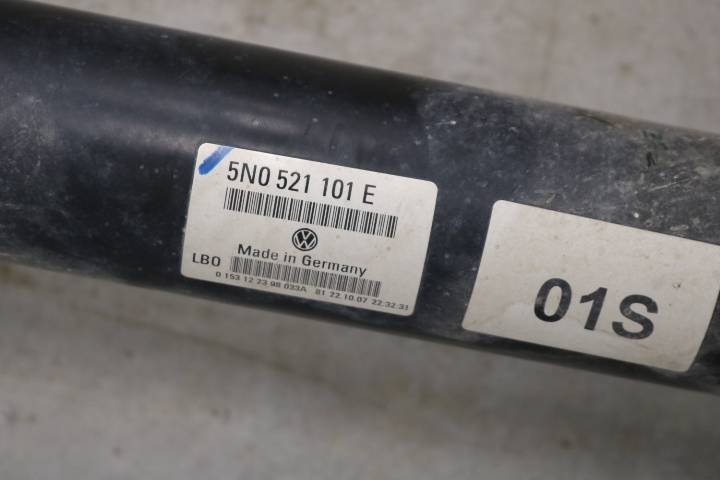 5N0 521 101 E
Made in Germany
LBO
0 153 12 23 98 033A 81 22.10.07 22:32:31
01S